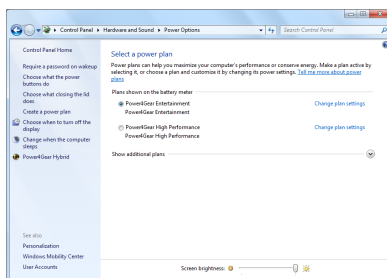 Control Panel ▸ Hardware and Sound ▸ Power Options
Search Control Panel
Control Panel Home
Require a password on wakeup
Choose what the power
buttons do
Choose what closing the lid
does
Create a power plan
Choose when to turn off the
display
Change when the computer
sleeps
Power4Gear Hybrid
See also
Personalization
Windows Mobility Center
User Accounts
Select a power plan
Power plans can help you maximize your computer's performance or conserve energy. Make a plan active by
selecting it, or choose a plan and customize it by changing its power settings. Tell me more about power
plans
Plans shown on the battery meter
Power4Gear Entertainment
Change plan settings
Power4Gear Entertainment
Power4Gear High Performance
Change plan settings
Power4Gear High Performance
Show additional plans
Screen brightness: